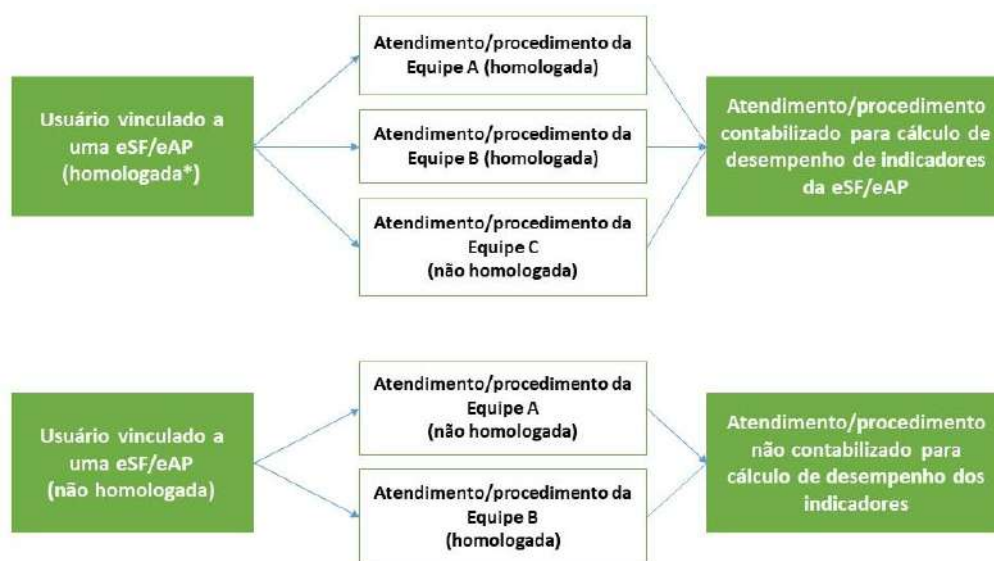 Usuário vinculado a
uma eSF/eAP
(homologada*)
Atendimento/procedimento da
Equipe A (homologada)
Atendimento/procedimento da
Equipe B (homologada)
Atendimento/procedimento da
Equipe C
(não homologada)
Atendimento/procedimento
contabilizado para cálculo de
desempenho de indicadores
da eSF/eAP
Usuário vinculado a
uma eSF/eAP
(não homologada)
Atendimento/procedimento da
Equipe A
(não homologada)
Atendimento/procedimento da
Equipe B
(homologada)
Atendimento/procedimento
não contabilizado para
cálculo de desempenho dos
indicadores